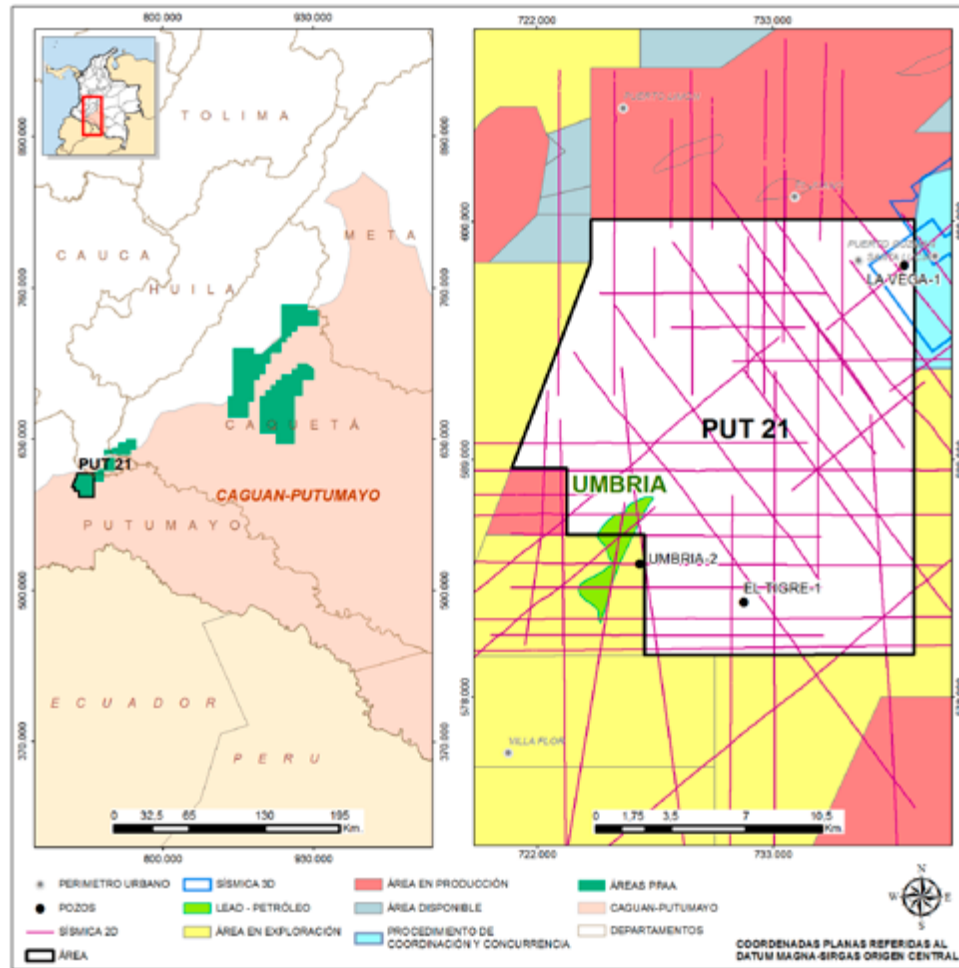 800.000
930.000
722.000
733.000
TOLIMA
META
CAUCA
HUILA
760.000
630.000
500.000
370.000
CAQUETÁ
PUT 21
CAGUAN-PUTUMAYO
PUTUMAYO
ECUADOR
PERU
0 32,5 65 130 195
Km.
800.000
930.000
LA-VEGA-1
PUT 21
UMBRIA
UMBRIA-2
EL TIGRE-1
VILLA FLOR
578.000
0 1,75 3,5 7 10,5
Km.
722.000
733.000
PERIMETRO URBANO
POZOS
SÍSMICA 2D
ÁREA
SÍSMICA 3D
LEAD - PETRÓLEO
ÁREA EN EXPLORACIÓN
ÁREA EN PRODUCCIÓN
ÁREA DISPONIBLE
PROCEDIMIENTO DE
COORDINACIÓN Y CONCURRENCIA
ÁREAS PPAA
CAGUAN-PUTUMAYO
DEPARTAMENTOS
N
W E
S
COORDENADAS PLANAS REFERIDAS AL
DATUM MAGNA-SIRGAS ORIGEN CENTRAL